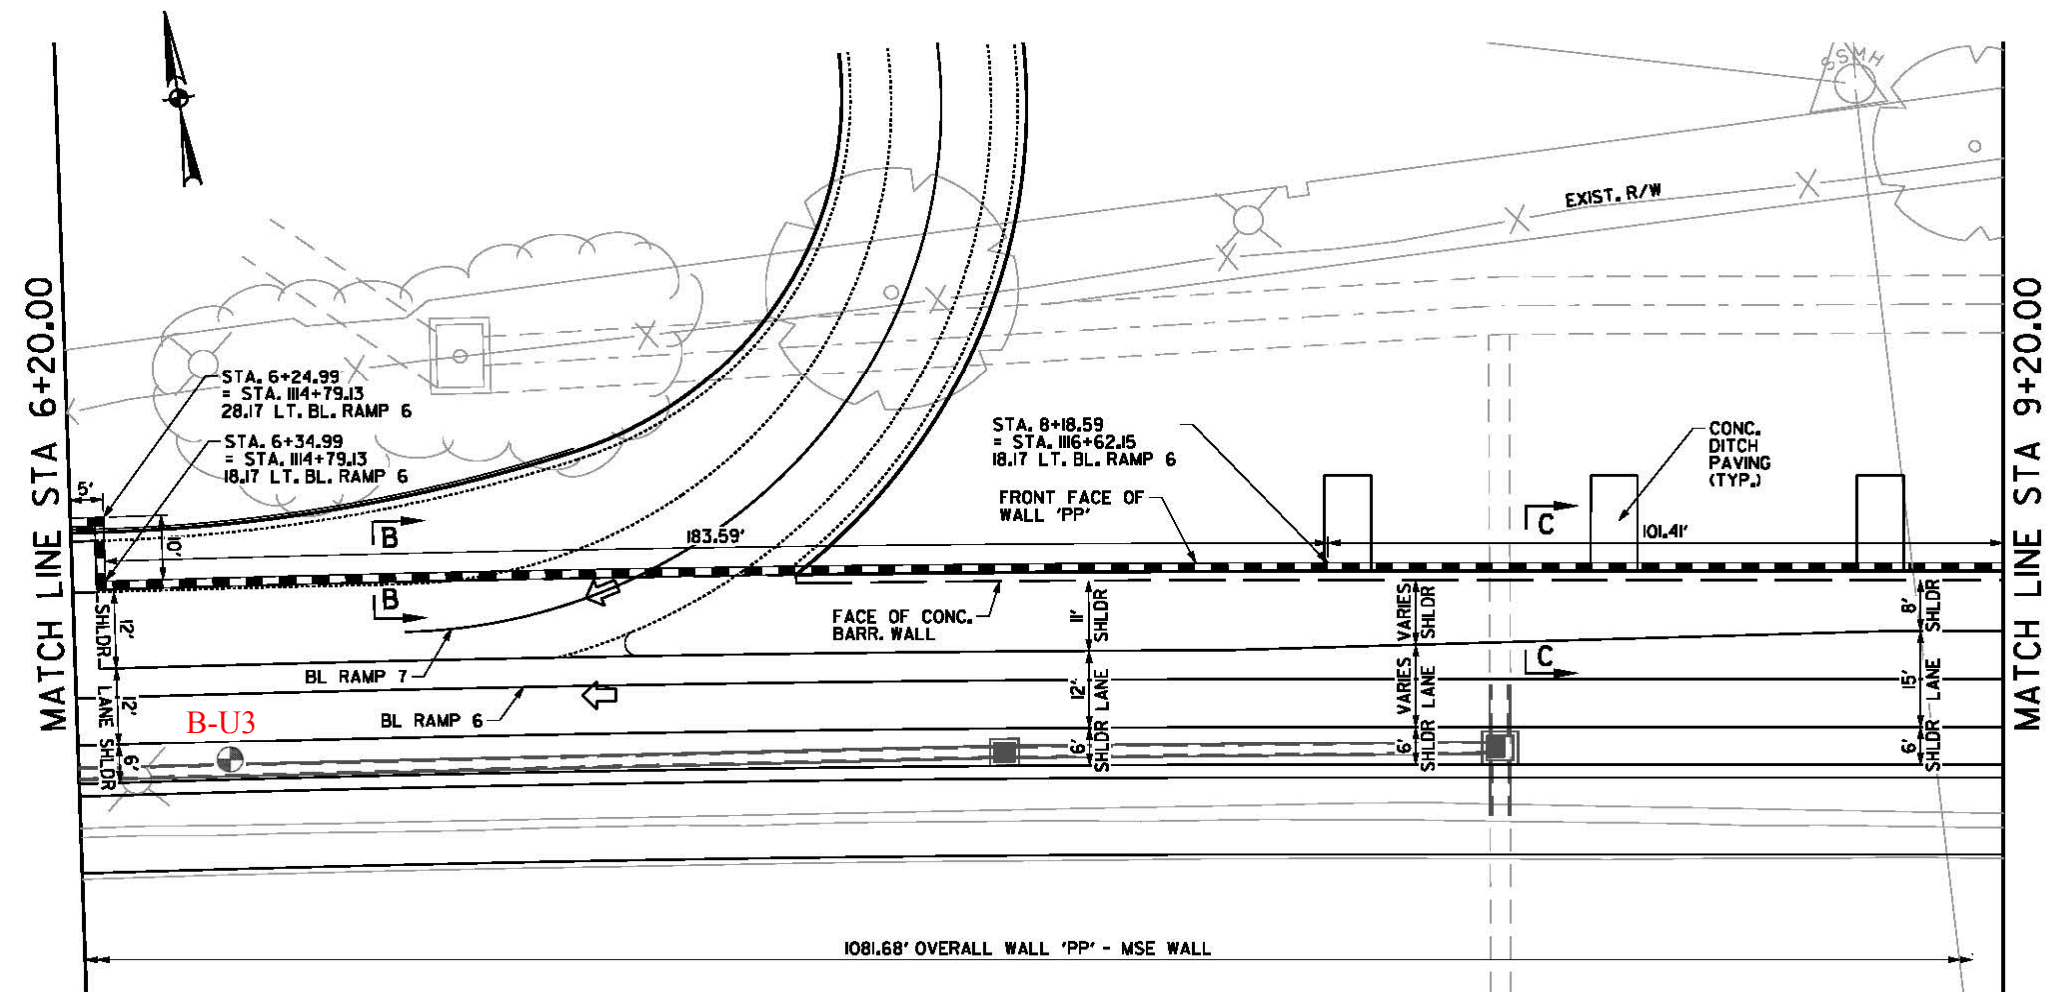 SSMH
EXIST. R/W
MATCH LINE STA 6+20.00
MATCH LINE STA 9+20.00
STA. 6+24.99
= STA. 1114+79.13
28.17 LT. BL. RAMP 6
STA. 6+34.99
= STA. 1114+79.13
18.17 LT. BL. RAMP 6
STA. 8+18.59
= STA. 1116+62.15
18.17 LT. BL. RAMP 6
CONC.
DITCH
PAVING
(TYP.)
FRONT FACE OF
WALL 'PP'
5'
10'
B
183.59'
C
101.41'
B
FACE OF CONC.
BARR. WALL
12'
SHLDR.
11'
SHLDR
VARIES
SHLDR
8'
SHLDR
BL RAMP 7
C
12'
LANE
12'
LANE
VARIES
LANE
15'
LANE
BL RAMP 6
B-U3
6'
SHLDR
6'
SHLDR
6'
SHLDR
6'
SHLDR
1081.68' OVERALL WALL 'PP' - MSE WALL